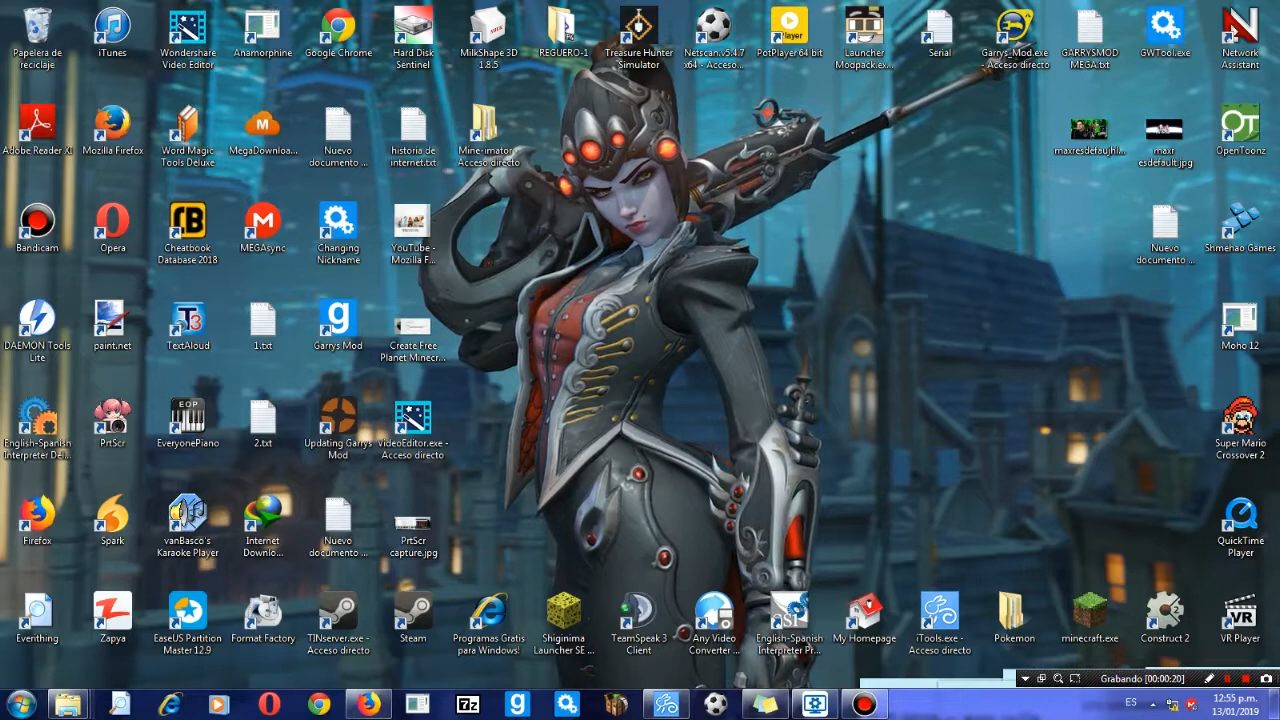 Papelera de reciclaje
iTunes
Wondershare Video Editor
Anamorphine
Google Chrome
Hard Disk Sentinel
MilkShape 3D 1.8.5
REGUERO-1
Treasure Hunter Simulator
Netscan.v5.4.7 x64 - Acceso...
PotPlayer 64 bit
Launcher Modpack.ex...
Serial
Garrys_Mod.exe - Acceso directo
GARRYSMOD MEGA.txt
GWTool.exe
Network Assistant
Adobe Reader XI
Mozilla Firefox
Word Magic Tools Deluxe
MegaDownloa...
Nuevo documento ...
historia de internet.txt
Mine-imator - Acceso directo
maxresdefaujhl...
maxr esdefault.jpg
OpenToonz
Bandicam
Opera
Cheatbook Database 2018
MEGAsync
Changing Nickname
YouTube - Mozilla F...
Nuevo documento ...
Shmehao Games
DAEMON Tools Lite
paint.net
TextAloud
1.txt
Garrys Mod
Create Free Planet Minecr...
Moho 12
English-Spanish Interpreter De...
PrtScr
EveryonePiano
2.txt
Updating Garrys Mod
VideoEditor.exe - Acceso directo
Super Mario Crossover 2
Firefox
Spark
vanBasco's Karaoke Player
Internet Downlo...
Nuevo documento ...
PrtScr capture.jpg
QuickTime Player
Everything
Zapya
EaseUS Partition Master 12.9
Format Factory
TINserver.exe - Acceso directo
Steam
Programas Gratis para Windows!
Shiginima Launcher SE ...
TeamSpeak 3 Client
Any Video Converter ...
English-Spanish Interpreter Pr...
My Homepage
iTools.exe - Acceso directo
Pokemon
minecraft.exe
Construct 2
VR Player
Grabando [00:00:20]
ES
12:55 p.m.
13/01/2019